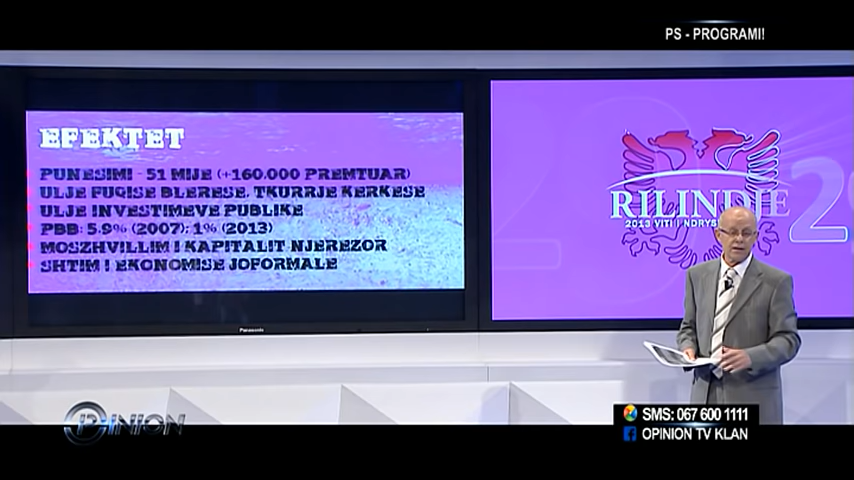 PS - PROGRAMI!
EFEKTET
PUNESIMI - 51 MIJE (+160.000 PREMTUAR)
ULJE FUQISE BLERESE, TKURRJE KERKESE
ULJE INVESTIMEVE PUBLIKE
PBB: 5.9% (2007); 1% (2013)
MOSZHVILLIM I KAPITALIT NJEREZOR
SHTIM I EKONOMISE JOFORMALE
RILINDJE
2013 VITI I
Panasonic
OPINION
SMS: 067 600 1111
OPINION TV KLAN